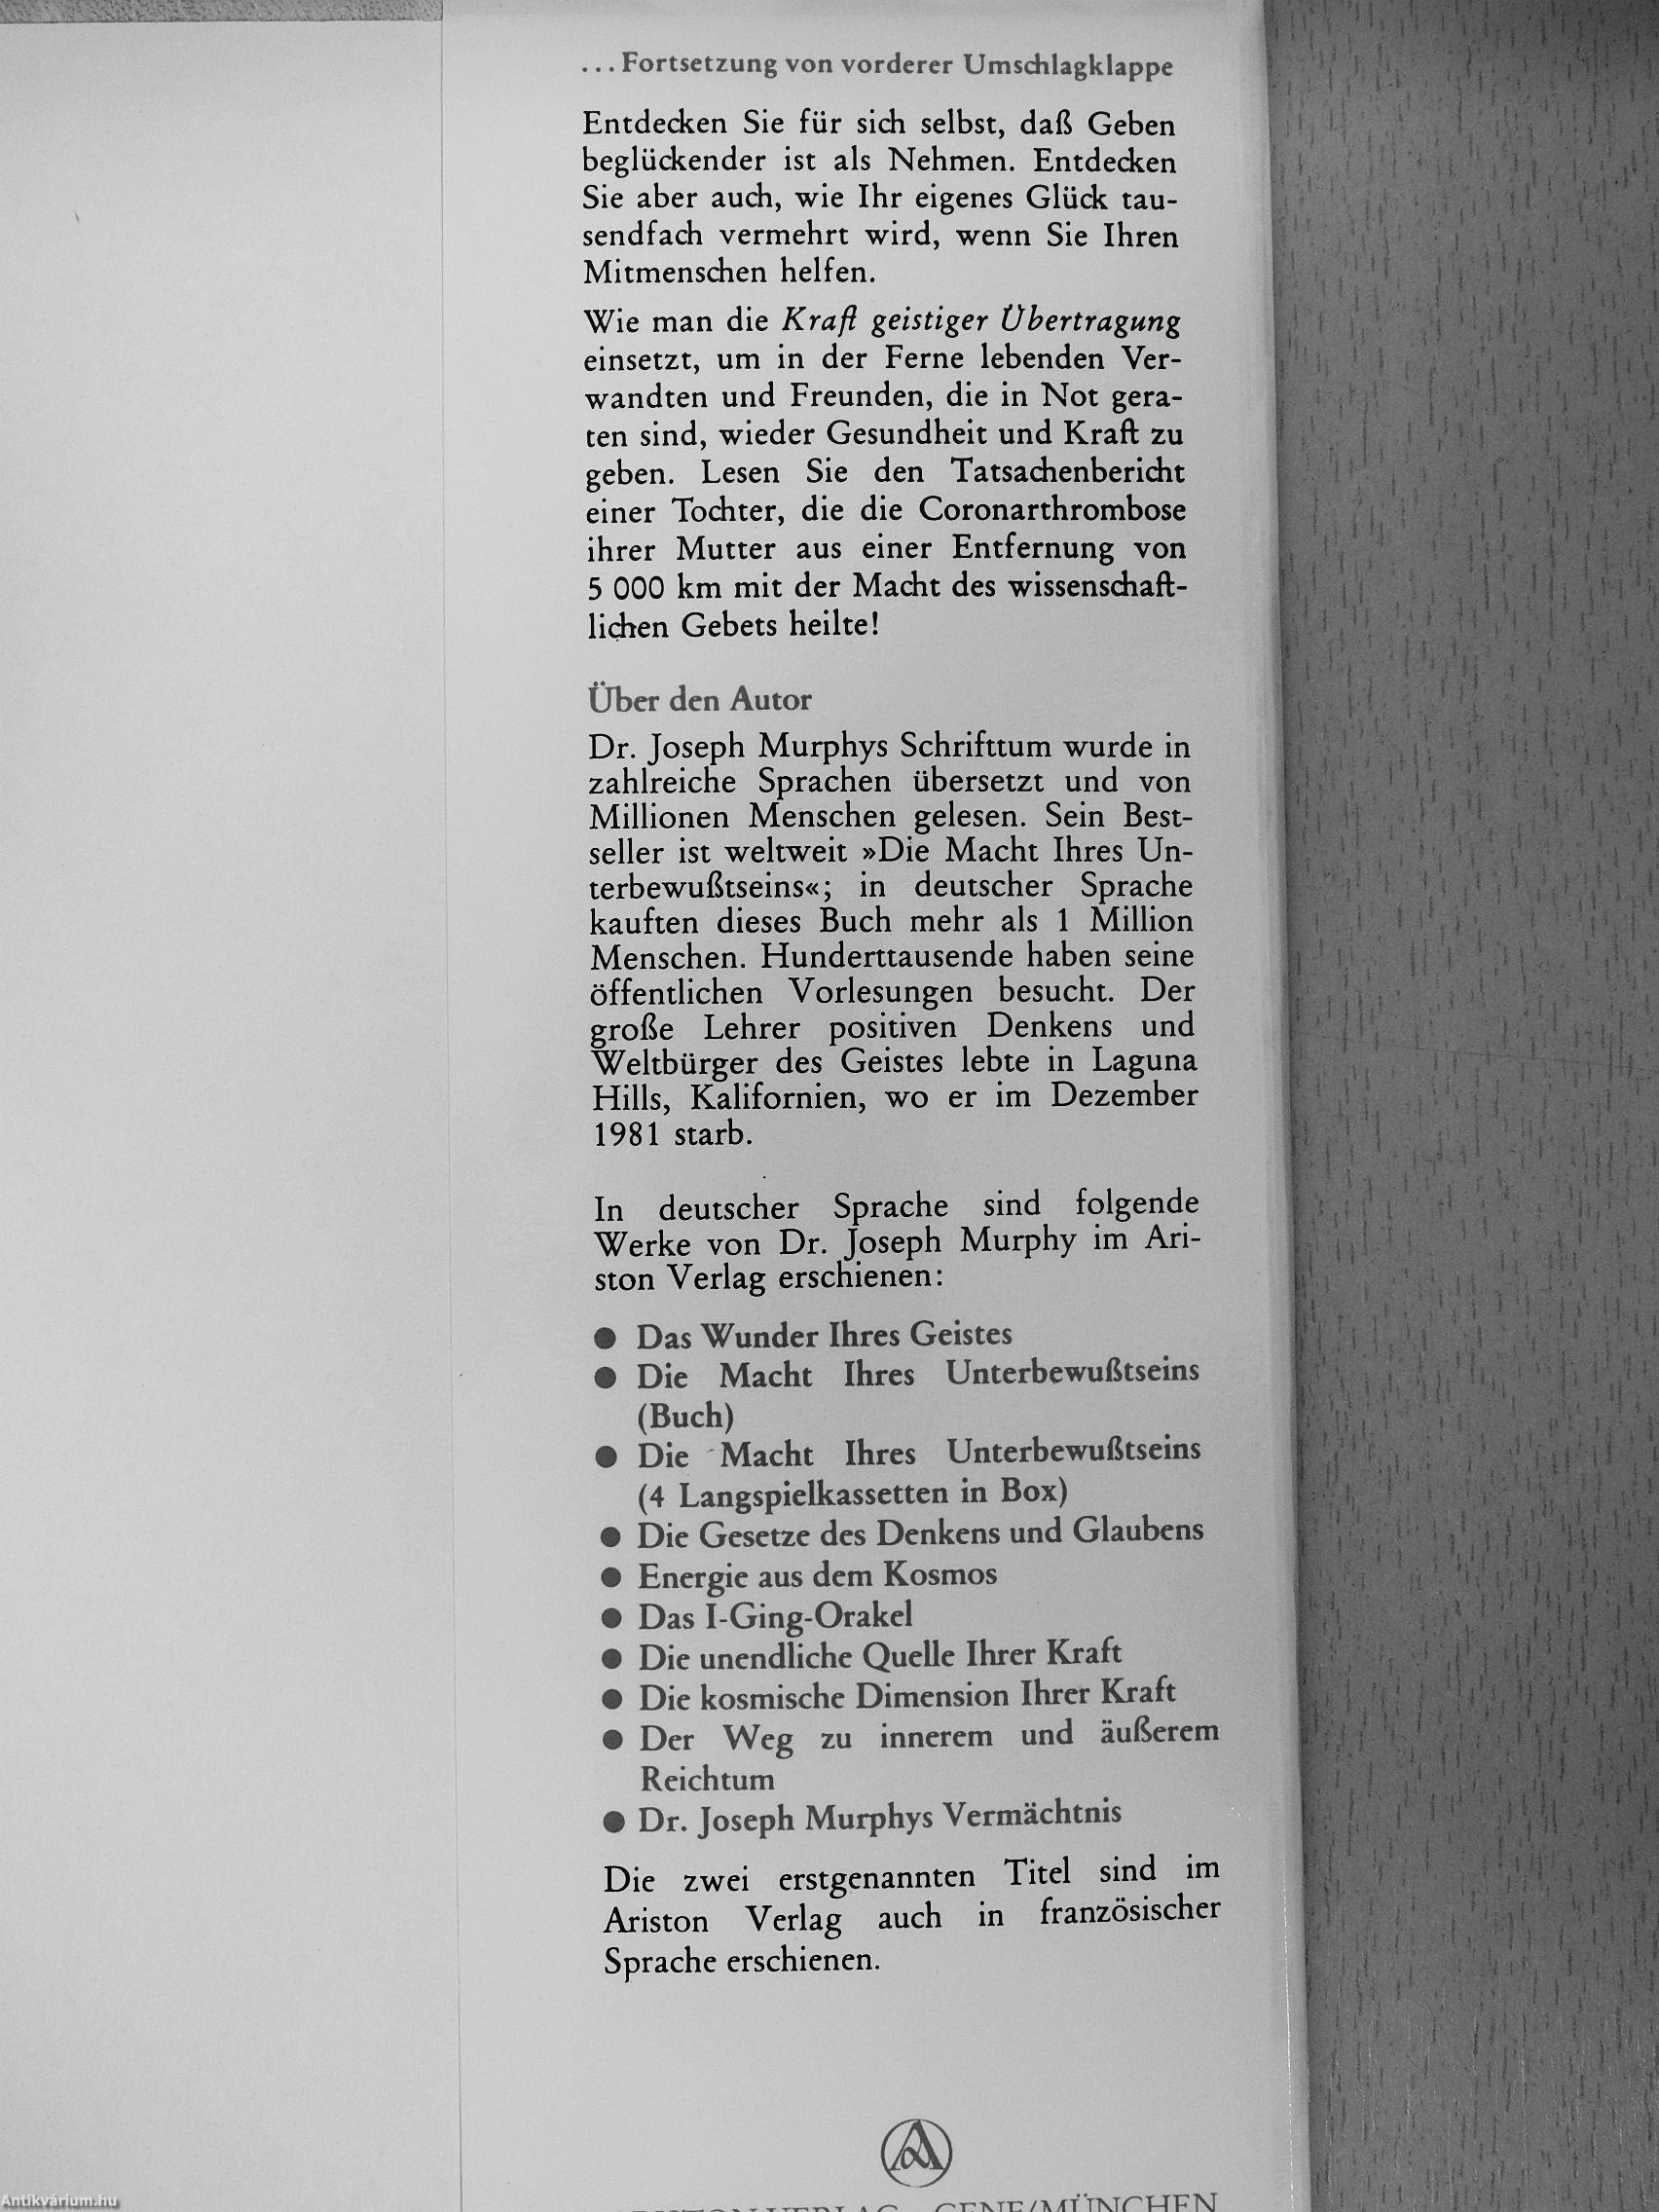 ...Fortsetzung von vorderer Umschlagklappe
Entdecken Sie für sich selbst, daß Geben
beglückender ist als Nehmen. Entdecken
Sie aber auch, wie Ihr eigenes Glück tau-
sendfach vermehrt wird, wenn Sie Ihren
Mitmenschen helfen.
Wie man die Kraft geistiger Übertragung
einsetzt, um in der Ferne lebenden Ver-
wandten und Freunden, die in Not gera-
ten sind, wieder Gesundheit und Kraft zu
geben. Lesen Sie den Tatsachenbericht
einer Tochter, die die Coronarthrombose
ihrer Mutter aus einer Entfernung von
5 000 km mit der Macht des wissenschaft-
lichen Gebets heilte!
Über den Autor
Dr. Joseph Murphys Schrifttum wurde in
zahlreiche Sprachen übersetzt und von
Millionen Menschen gelesen. Sein Best-
seller ist weltweit »Die Macht Ihres Un-
terbewußtseins«; in deutscher Sprache
kauften dieses Buch mehr als 1 Million
Menschen. Hunderttausende haben seine
öffentlichen Vorlesungen besucht. Der
große Lehrer positiven Denkens und
Weltbürger des Geistes lebte in Laguna
Hills, Kalifornien, wo er im Dezember
1981 starb.
In deutscher Sprache sind folgende
Werke von Dr. Joseph Murphy im Ari-
ston Verlag erschienen:
● Das Wunder Ihres Geistes
● Die Macht Ihres Unterbewußtseins
(Buch)
● Die Macht Ihres Unterbewußtseins
(4 Langspielkassetten in Box)
● Die Gesetze des Denkens und Glaubens
● Energie aus dem Kosmos
● Das I-Ging-Orakel
● Die unendliche Quelle Ihrer Kraft
● Die kosmische Dimension Ihrer Kraft
● Der Weg zu innerem und äußerem
Reichtum
● Dr. Joseph Murphys Vermächtnis
Die zwei erstgenannten Titel sind im
Ariston Verlag auch in französischer
Sprache erschienen.
ARISTON VERLAG · GENF/MÜNCHEN
Antikvárium.hu